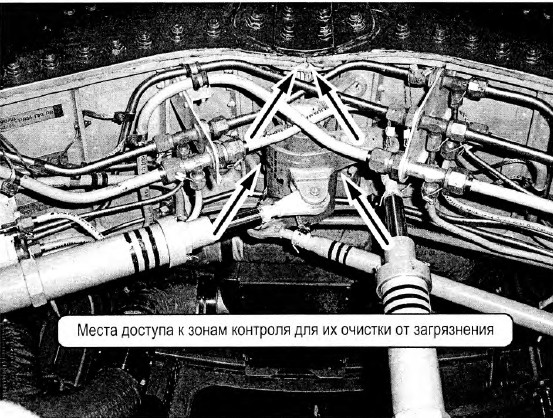 Места доступа к зонам контроля для их очистки от загрязнения